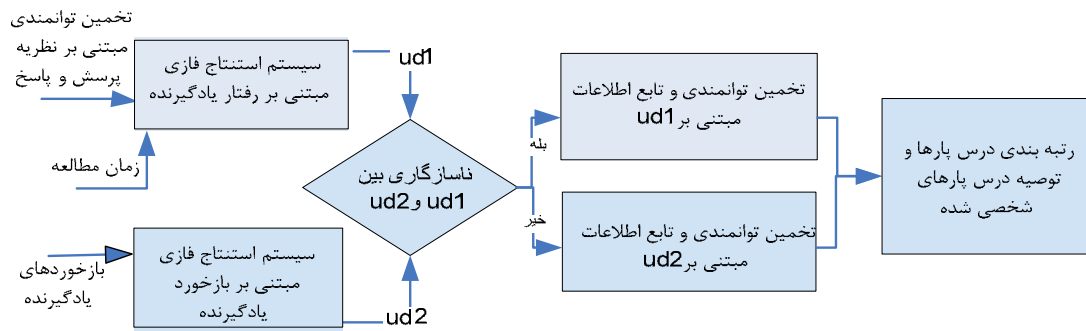 تخمین توانمندی
مبتنی بر نظریه
پرسش و پاسخ
زمان مطالعه
سیستم استنتاج فازی
مبتنی بر رفتار یادگیرنده
ud1
بازخوردهای
یادگیرنده
سیستم استنتاج فازی
مبتنی بر بازخورد
یادگیرنده
ud2
ناسازگاری بین
ud1 و ud2
بله
خیر
تخمین توانمندی و تابع اطلاعات
مبتنی بر ud1
تخمین توانمندی و تابع اطلاعات
مبتنی بر ud2
رتبه بندی درس پارها و
توصیه درس پارهای
شخصی شده